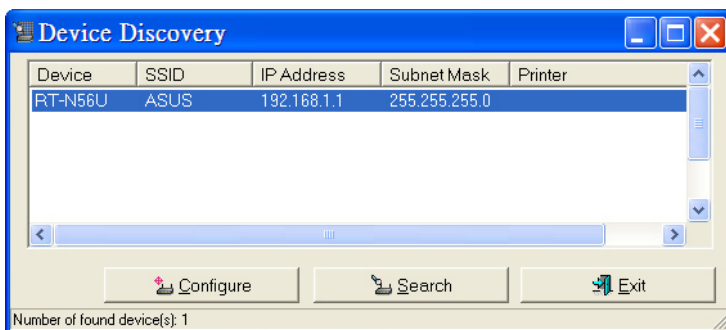 Device Discovery
Device SSID IP Address Subnet Mask Printer
RT-N56U ASUS 192.168.1.1 255.255.255.0
Configure Search Exit
Number of found device(s): 1